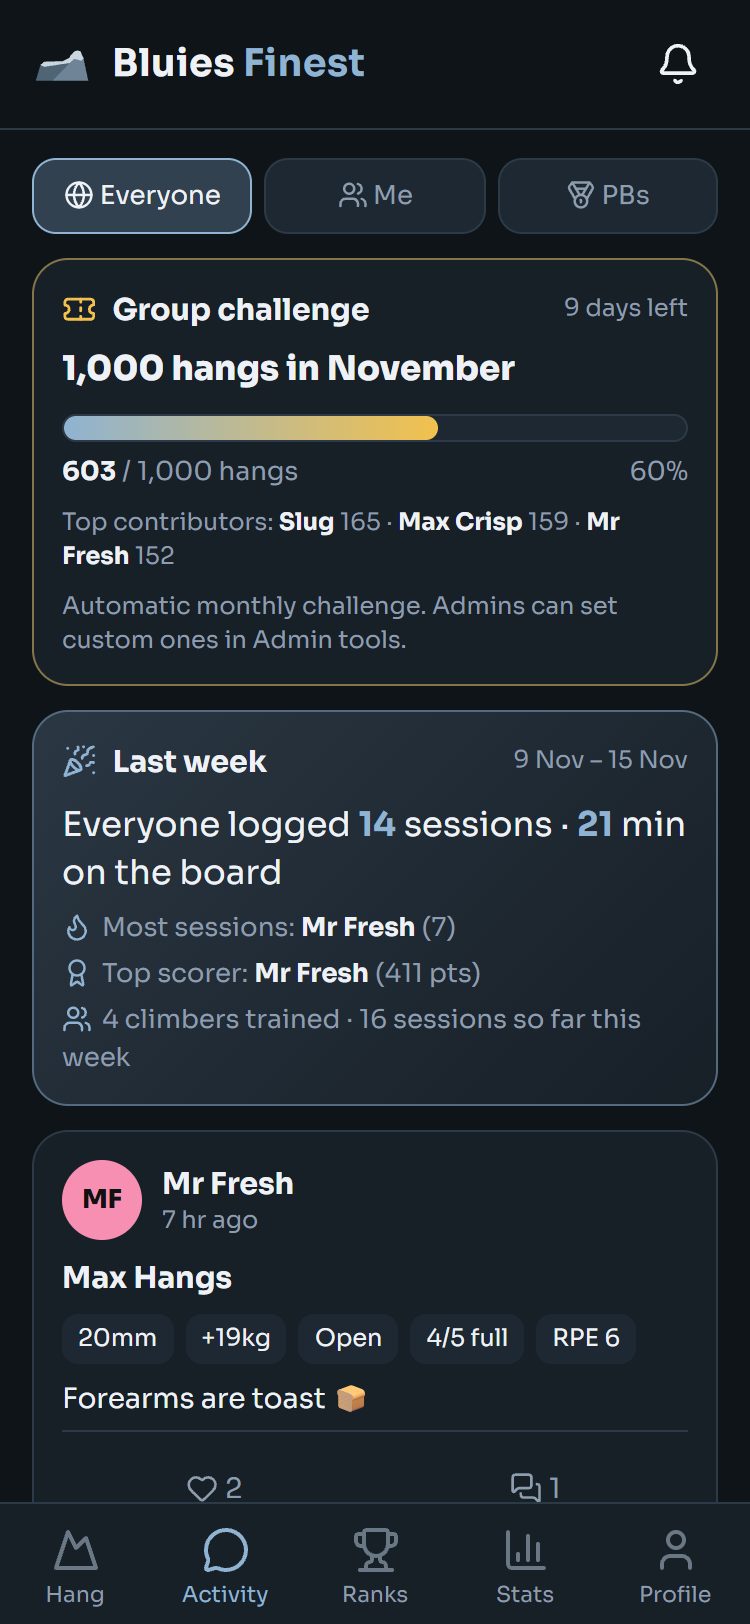 Bluies Finest
Everyone
Me
PBs
Group challenge
9 days left
1,000 hangs in November
603 / 1,000 hangs
60%
Top contributors: Slug 165 · Max Crisp 159 · Mr
Fresh 152
Automatic monthly challenge. Admins can set
custom ones in Admin tools.
Last week
9 Nov – 15 Nov
Everyone logged 14 sessions · 21 min
on the board
Most sessions: Mr Fresh (7)
Top scorer: Mr Fresh (411 pts)
4 climbers trained · 16 sessions so far this
week
MF
Mr Fresh
7 hr ago
Max Hangs
20mm
+19kg
Open
4/5 full
RPE 6
Forearms are toast 🍞
2
1
Hang
Activity
Ranks
Stats
Profile